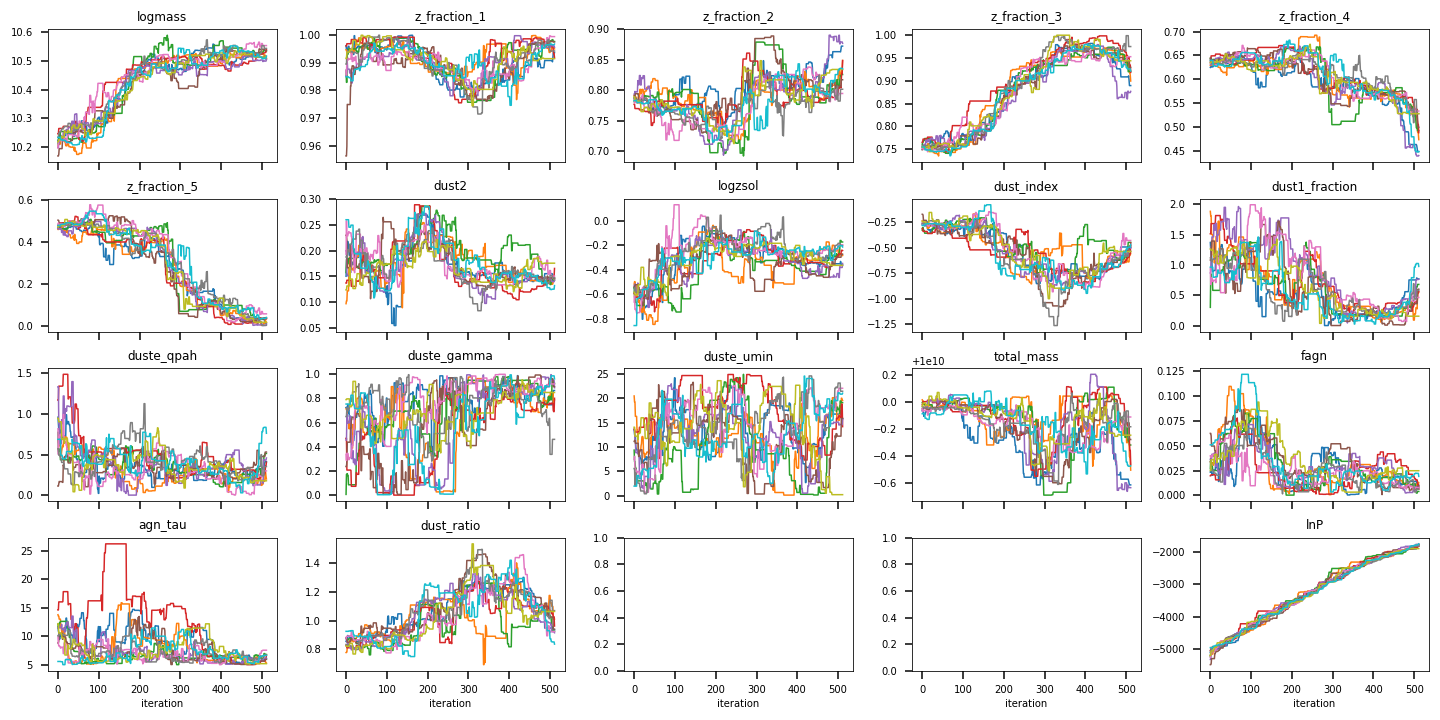 logmass z_fraction_1 z_fraction_2 z_fraction_3 z_fraction_4
10.6 1.00 0.90 1.00 0.70
10.5 0.99 0.85 0.95 0.65
10.4 0.98 0.80 0.90 0.60
10.3 0.97 0.75 0.85 0.55
10.2 0.96 0.70 0.80 0.50
0.75 0.45
z_fraction_5 dust2 logzsol dust_index dust1_fraction
0.6 0.30 0.0 −0.25 2.0
0.4 0.25 −0.2 −0.50 1.5
0.2 0.20 −0.4 −0.75 1.0
0.0 0.15 −0.6 −1.00 0.5
0.10 −0.8 −1.25 0.0
0.05
duste_qpah duste_gamma duste_umin total_mass fagn
+1e10
1.5 1.0 25 0.2 0.125
1.0 0.8 20 0.0 0.100
0.5 0.6 15 −0.2 0.075
0.0 0.4 10 −0.4 0.050
0.2 5 −0.6 0.025
0.0 0 0.000
agn_tau dust_ratio lnP
25 1.4 1.0 1.0 −2000
20 1.2 0.8 0.8 −3000
15 1.0 0.6 0.6 −4000
10 0.8 0.4 0.4 −5000
5 0.2 0.2
0.0 0.0
0 100 200 300 400 500 0 100 200 300 400 500 0 100 200 300 400 500 0 100 200 300 400 500 0 100 200 300 400 500
iteration iteration iteration iteration iteration